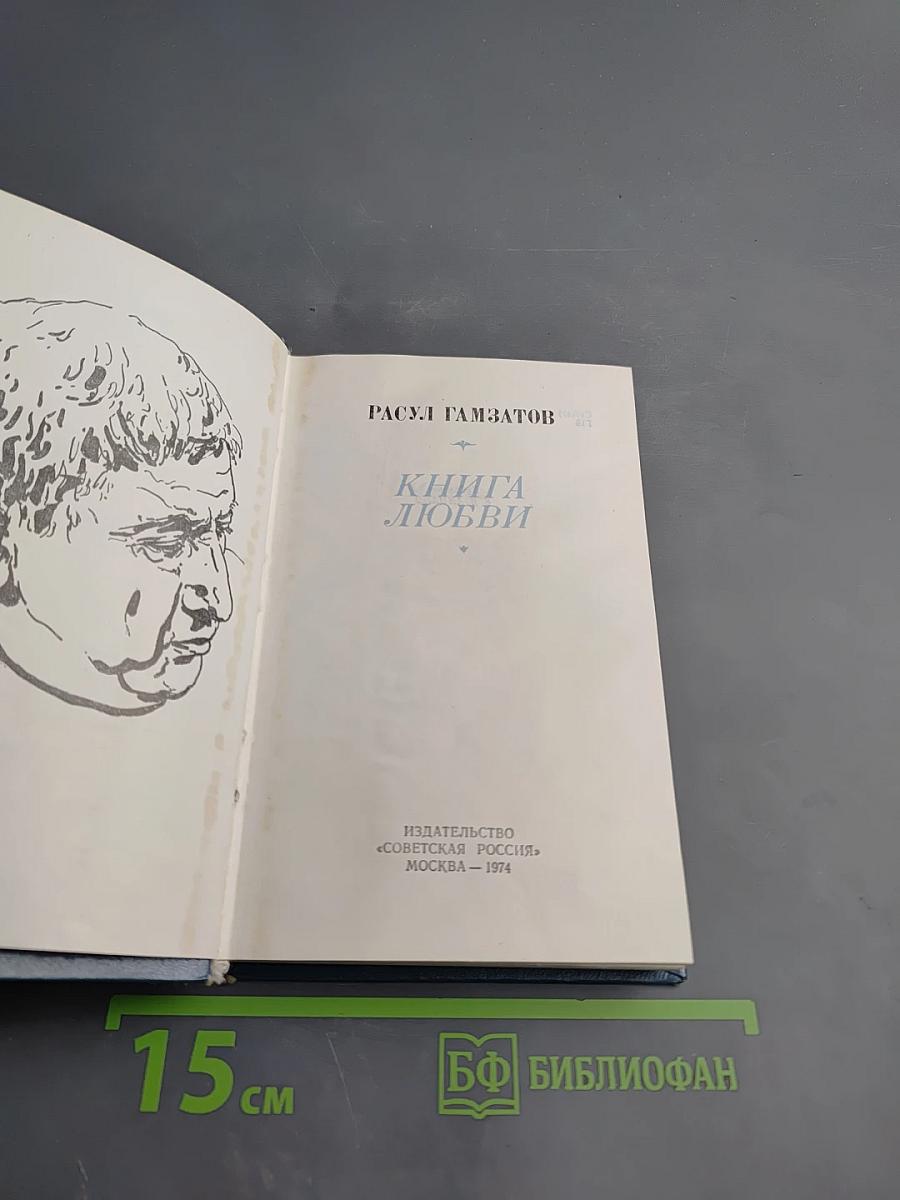 РАСУЛ ГАМЗАТОВ
КНИГА
ЛЮБВИ
ИЗДАТЕЛЬСТВО
«СОВЕТСКАЯ РОССИЯ»
МОСКВА — 1974
15 см
БФ БИБЛИОФАН